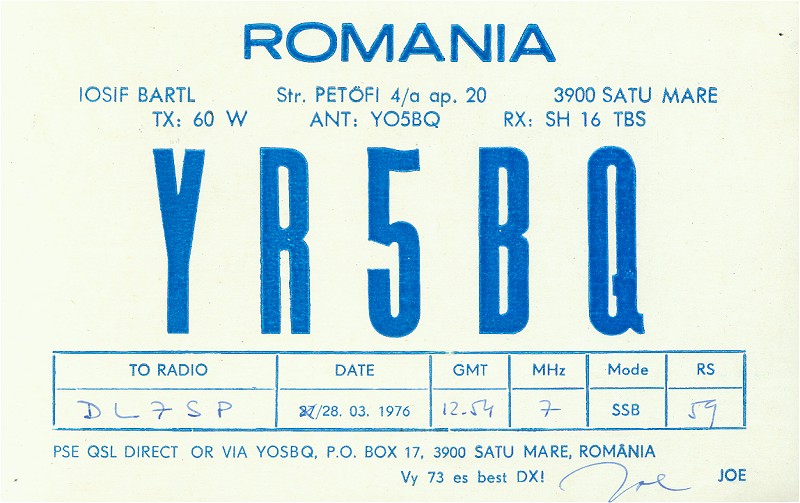 ROMANIA
IOSIF BARTL Str. PETŐFI 4/a ap. 20 3900 SATU MARE
TX: 60 W ANT: YO5BQ RX: SH 16 TBS
YR5BQ
TO RADIO DATE GMT MHz Mode RS
DL7SP 27/28. 03. 1976 12.54 7 SSB 59
PSE QSL DIRECT OR VIA YO5BQ, P.O. BOX 17, 3900 SATU MARE, ROMÂNIA
Vy 73 es best DX! Joe JOE